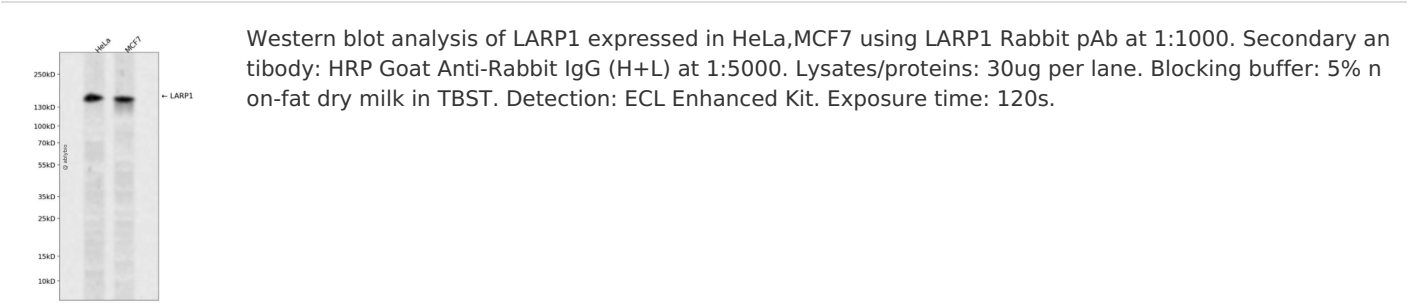 HeLa MCF7
250kD
← LARP1
130kD
100kD
70kD
55kD
35kD
25kD
15kD
10kD
© abytoo
Western blot analysis of LARP1 expressed in HeLa,MCF7 using LARP1 Rabbit pAb at 1:1000. Secondary an
tibody: HRP Goat Anti-Rabbit IgG (H+L) at 1:5000. Lysates/proteins: 30ug per lane. Blocking buffer: 5% n
on-fat dry milk in TBST. Detection: ECL Enhanced Kit. Exposure time: 120s.